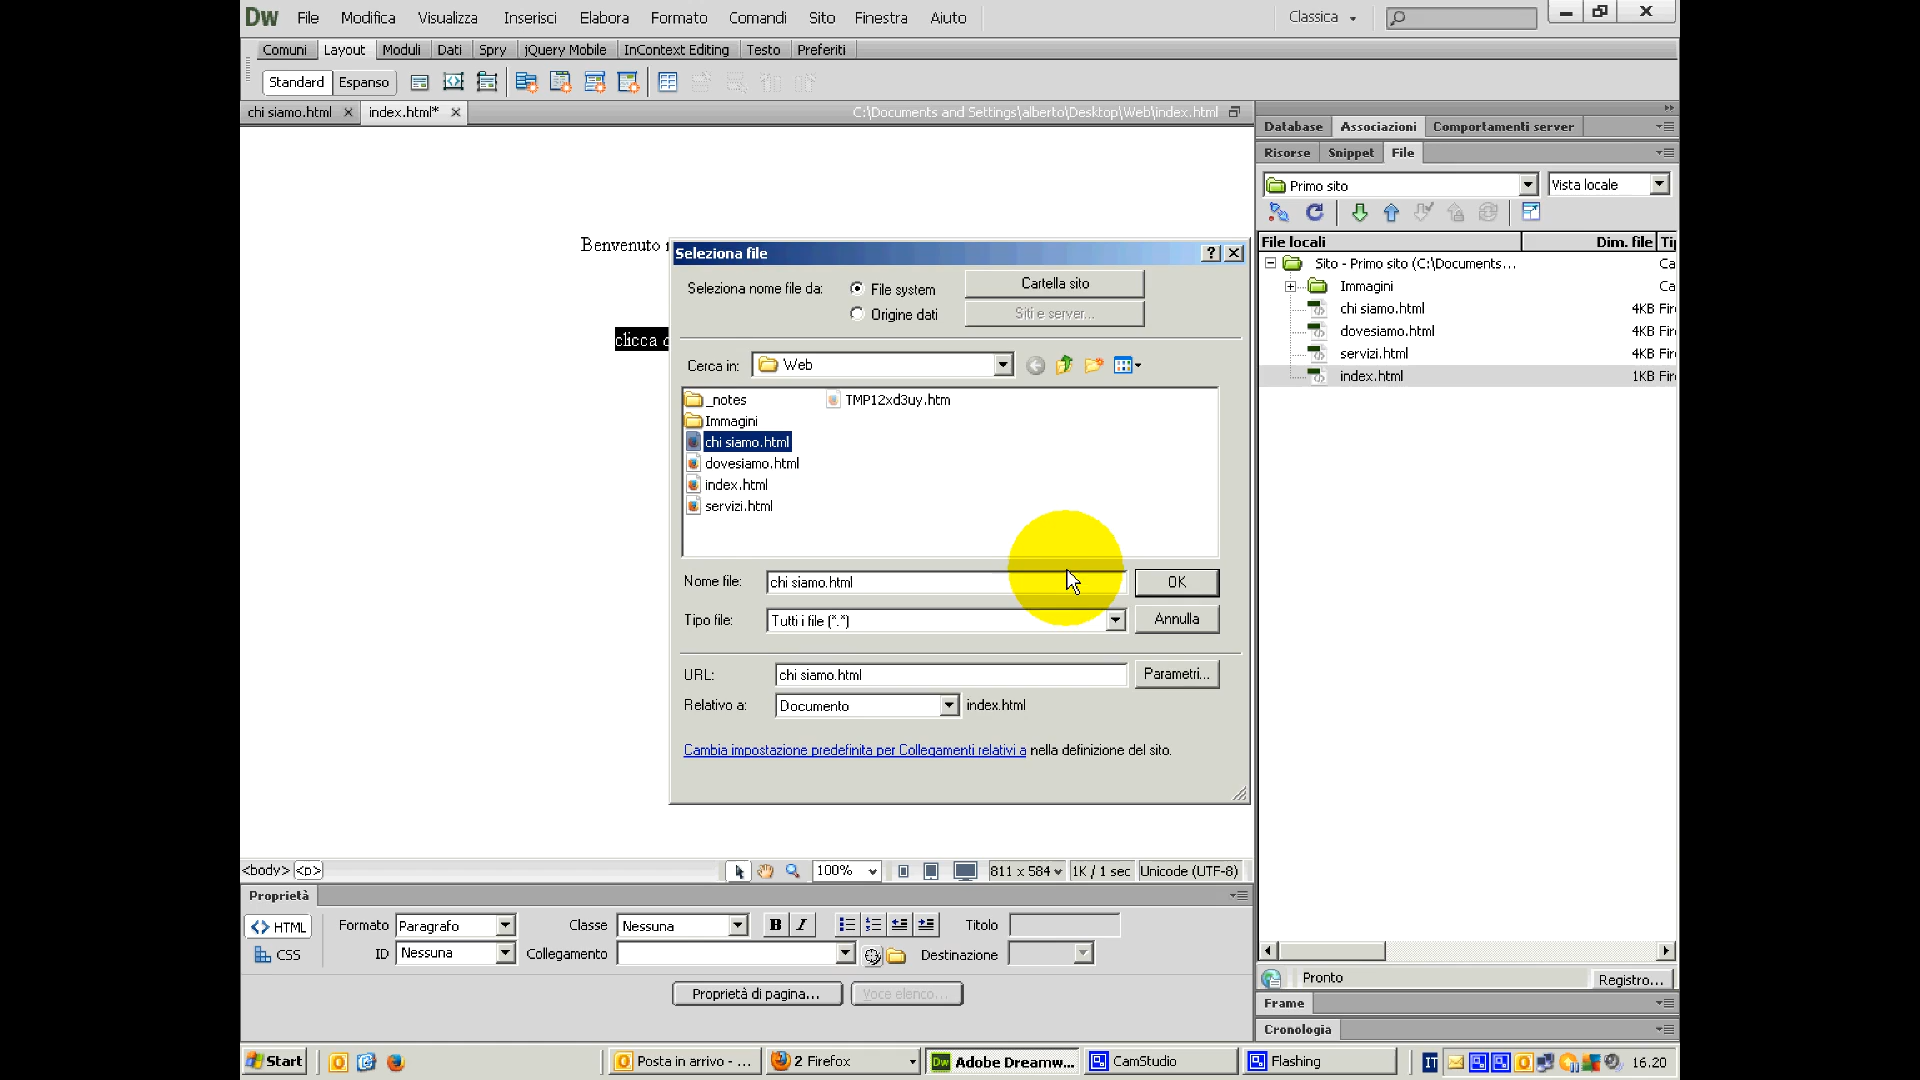 Dw File Modifica Visualizza Inserisci Elabora Formato Comandi Sito Finestra Aiuto Classica
Comuni Layout Moduli Dati Spry jQuery Mobile InContext Editing Testo Preferiti
Standard Espanso
chi siamo.html index.html* C:\Documents and Settings\alberto\Desktop\Web\index.html
Database Associazioni Comportamenti server
Risorse Snippet File
Primo sito Vista locale
File locali Dim. file
Sito - Primo sito (C:\Documents... Ca
Immagini Ca
chi siamo.html 4KB Fir
dovesiamo.html 4KB Fir
servizi.html 4KB Fir
index.html 1KB Fir
Benvenuto
clicca
Seleziona file
Seleziona nome file da: File system Cartella sito
Origine dati Siti e server...
Cerca in: Web
_notes TMP12xd3uy.htm
Immagini
chi siamo.html
dovesiamo.html
index.html
servizi.html
Nome file: chi siamo.html OK
Tipo file: Tutti i file (*.*) Annulla
URL: chi siamo.html Parametri...
Relativo a: Documento index.html
Cambia impostazione predefinita per Collegamenti relativi a nella definizione del sito.
<body> <p> 100% 811 x 584 1K / 1 sec Unicode (UTF-8)
Proprietà
HTML Formato Paragrafo Classe Nessuna B I Titolo
CSS ID Nessuna Collegamento Destinazione
Proprietà di pagina... Voce elenco...
Pronto Registro...
Frame
Cronologia
Start Posta in arrivo - ... 2 Firefox Dw Adobe Dreamw... CamStudio Flashing IT 16.20